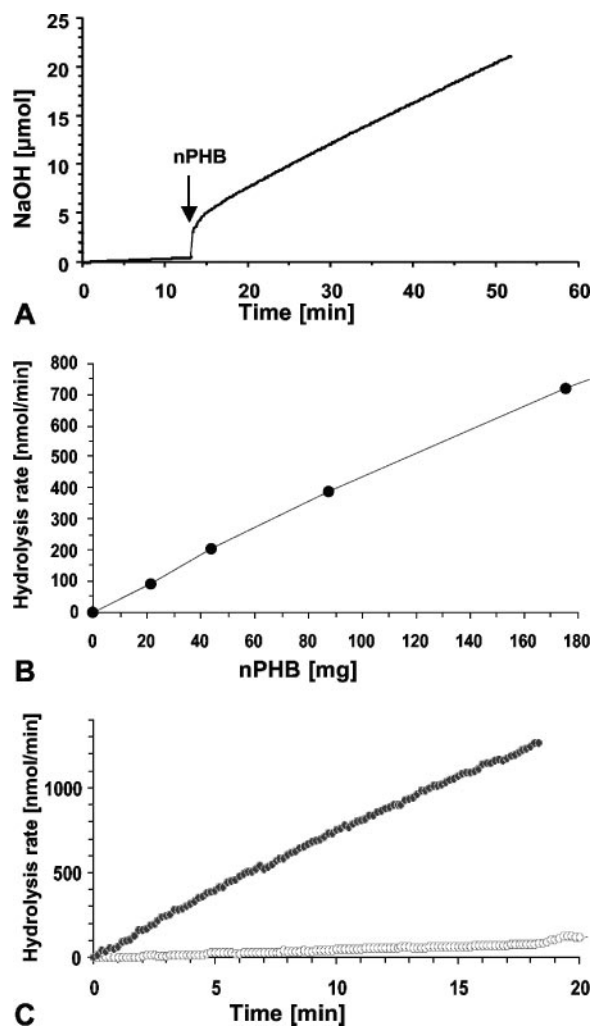 25
20
15
10
5
0
NaOH [µmol]
nPHB
0 10 20 30 40 50 60
A Time [min]
800
700
600
500
400
300
200
100
0
Hydrolysis rate [nmol/min]
0 20 40 60 80 100 120 140 160 180
B nPHB [mg]
1000
500
0
Hydrolysis rate [nmol/min]
0 5 10 15 20
C Time [min]